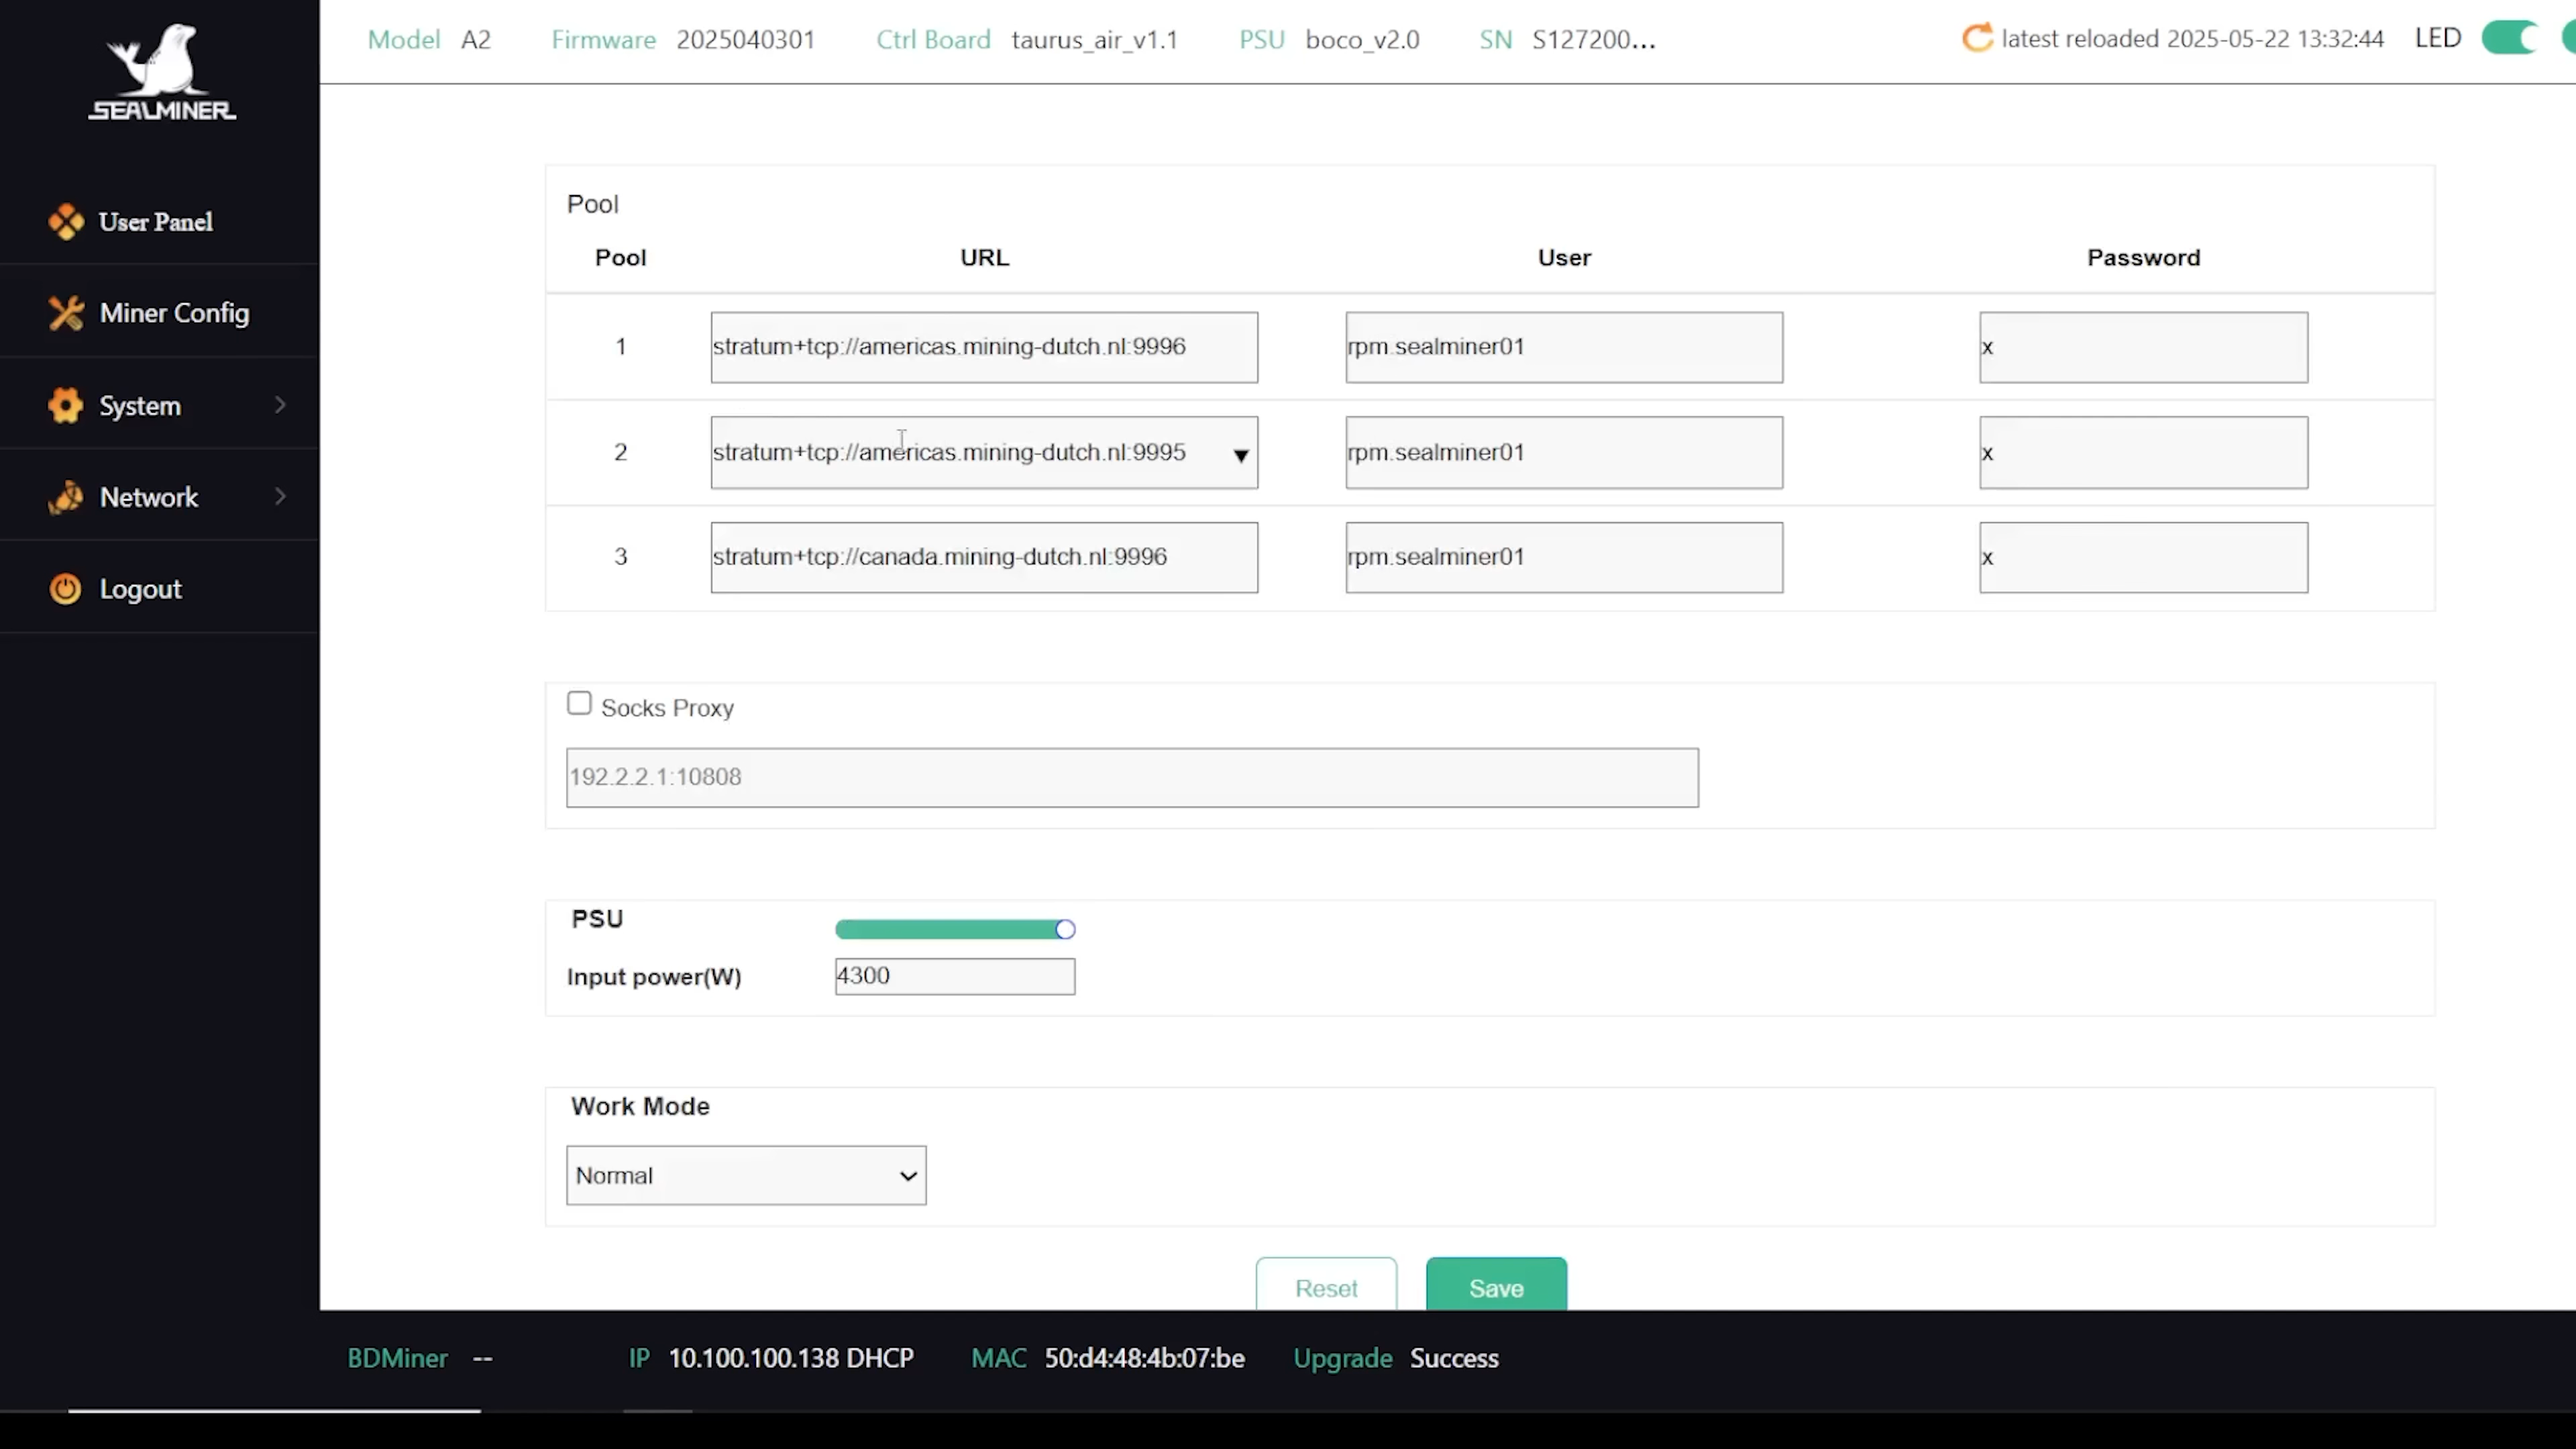 SEALMINER
Model A2 Firmware 2025040301 Ctrl Board taurus_air_v1.1 PSU boco_v2.0 SN S127200... latest reloaded 2025-05-22 13:32:44 LED
User Panel
Miner Config
System
Network
Logout
Pool
Pool URL User Password
1 stratum+tcp://americas.mining-dutch.nl:9996 rpm.sealminer01 x
2 stratum+tcp://americas.mining-dutch.nl:9995 rpm.sealminer01 x
3 stratum+tcp://canada.mining-dutch.nl:9996 rpm.sealminer01 x
Socks Proxy
192.2.2.1:10808
PSU
Input power(W) 4300
Work Mode
Normal
Reset Save
BDMiner -- IP 10.100.100.138 DHCP MAC 50:d4:48:4b:07:be Upgrade Success